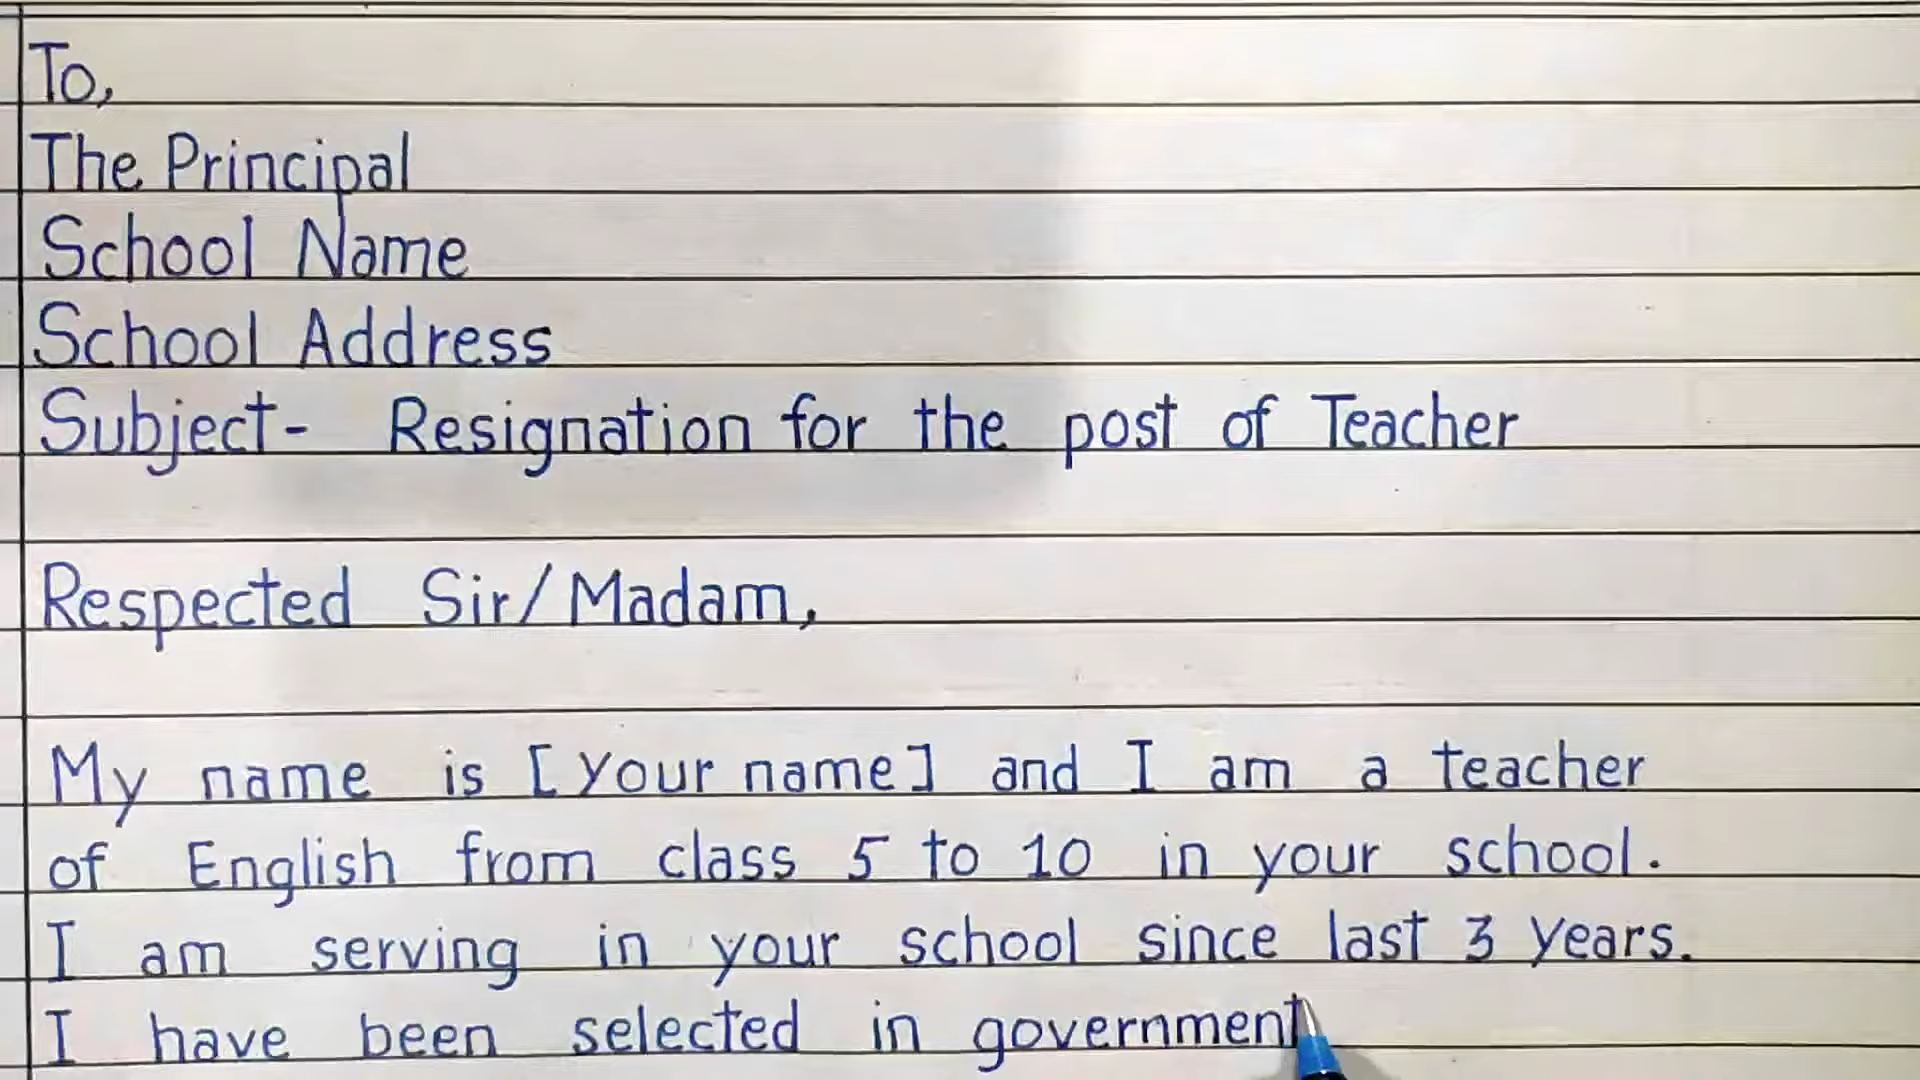 To,
The Principal
School Name
School Address
Subject- Resignation for the post of Teacher
Respected Sir/Madam,
My name is [your name] and I am a teacher
of English from class 5 to 10 in your school.
I am serving in your school since last 3 years.
I have been selected in government